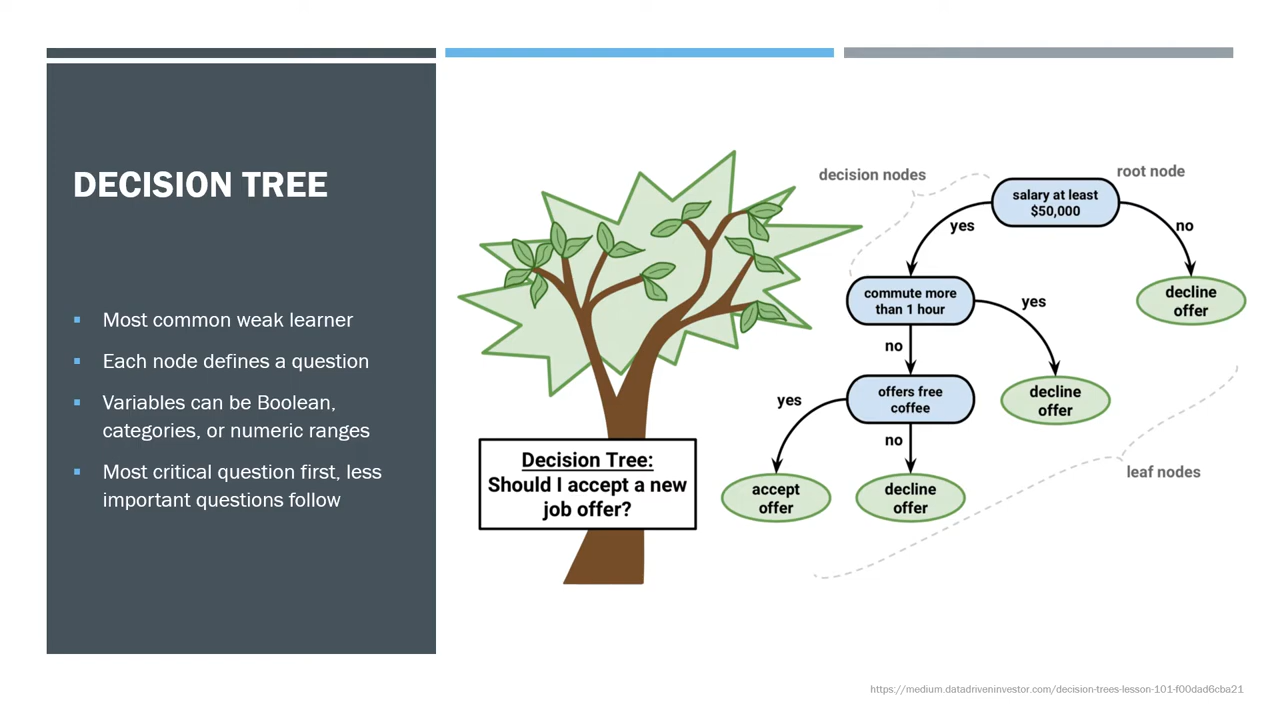 DECISION TREE
Most common weak learner
Each node defines a question
Variables can be Boolean,
categories, or numeric ranges
Most critical question first, less
important questions follow
decision nodes
root node
salary at least
$50,000
yes
no
commute more
than 1 hour
decline
offer
yes
no
offers free
coffee
decline
offer
yes
no
accept
offer
decline
offer
leaf nodes
Decision Tree:
Should I accept a new
job offer?
https://medium.datadriveninvestor.com/decision-trees-lesson-101-f00dad6cba21